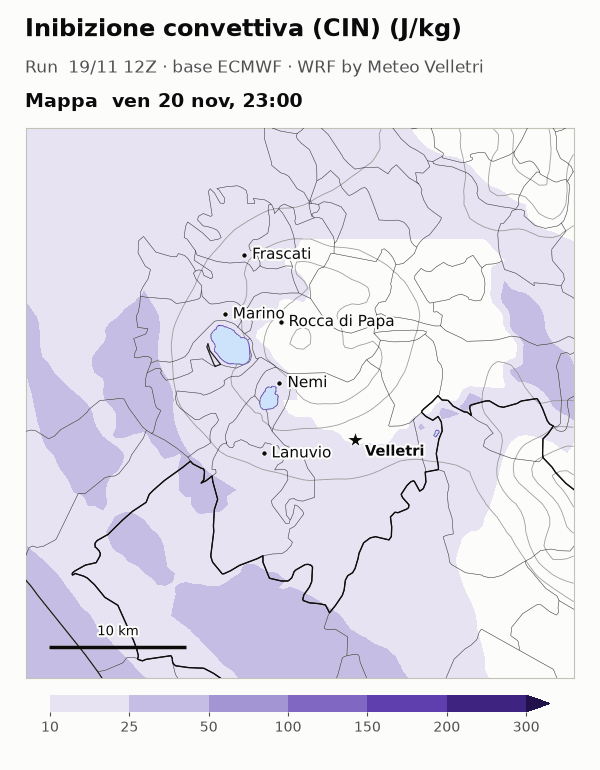 Inibizione convettiva (CIN) (J/kg)
Run  19/11 12Z · base ECMWF · WRF by Meteo Velletri
Mappa  ven 20 nov, 23:00
Frascati
Marino
Rocca di Papa
Nemi
Velletri
Lanuvio
10 km
10 25 50 100 150 200 300